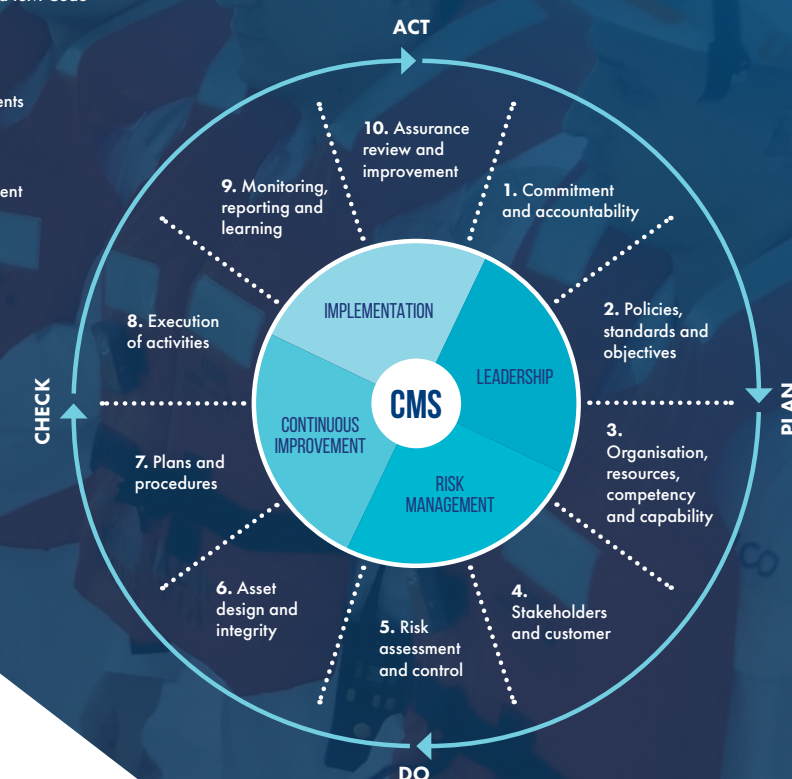 ACT
10. Assurance
review and
improvement
1. Commitment
and accountability
2. Policies,
standards and
objectives
PLAN
3.
Organisation,
resources,
competency
and capability
4.
Stakeholders
and customer
5. Risk
assessment
and control
DO
6. Asset
design and
integrity
7. Plans and
procedures
CHECK
8. Execution
of activities
9. Monitoring,
reporting and
learning
IMPLEMENTATION
LEADERSHIP
CMS
CONTINUOUS
IMPROVEMENT
RISK
MANAGEMENT